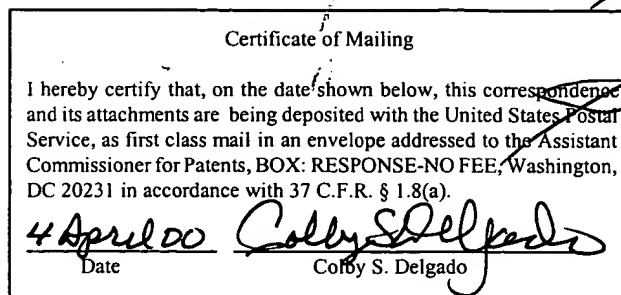 Certificate of Mailing
I hereby certify that, on the date shown below, this correspondence
and its attachments are being deposited with the United States Postal
Service, as first class mail in an envelope addressed to the Assistant
Commissioner for Patents, BOX: RESPONSE-NO FEE, Washington,
DC 20231 in accordance with 37 C.F.R. § 1.8(a).
4 April 00 Colby S Delgado
Date Colby S. Delgado